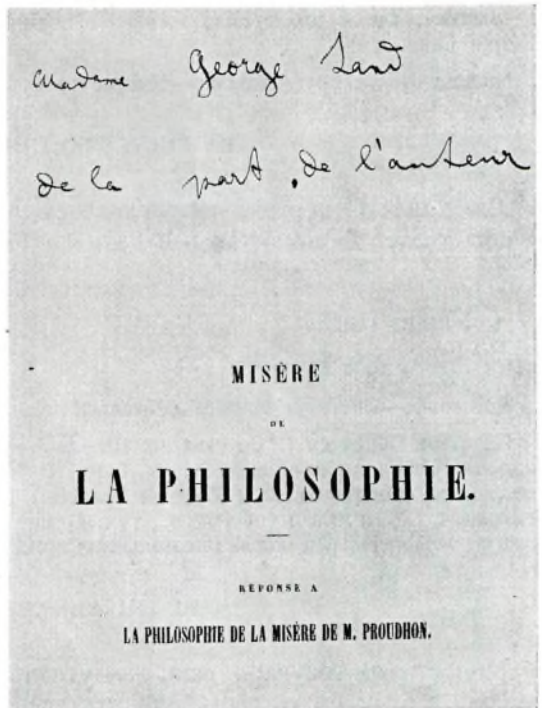 Madame George Sand
de la part de l'auteur
MISÈRE
DE
LA PHILOSOPHIE.
RÉPONSE A
LA PHILOSOPHIE DE LA MISÈRE DE M. PROUDHON.